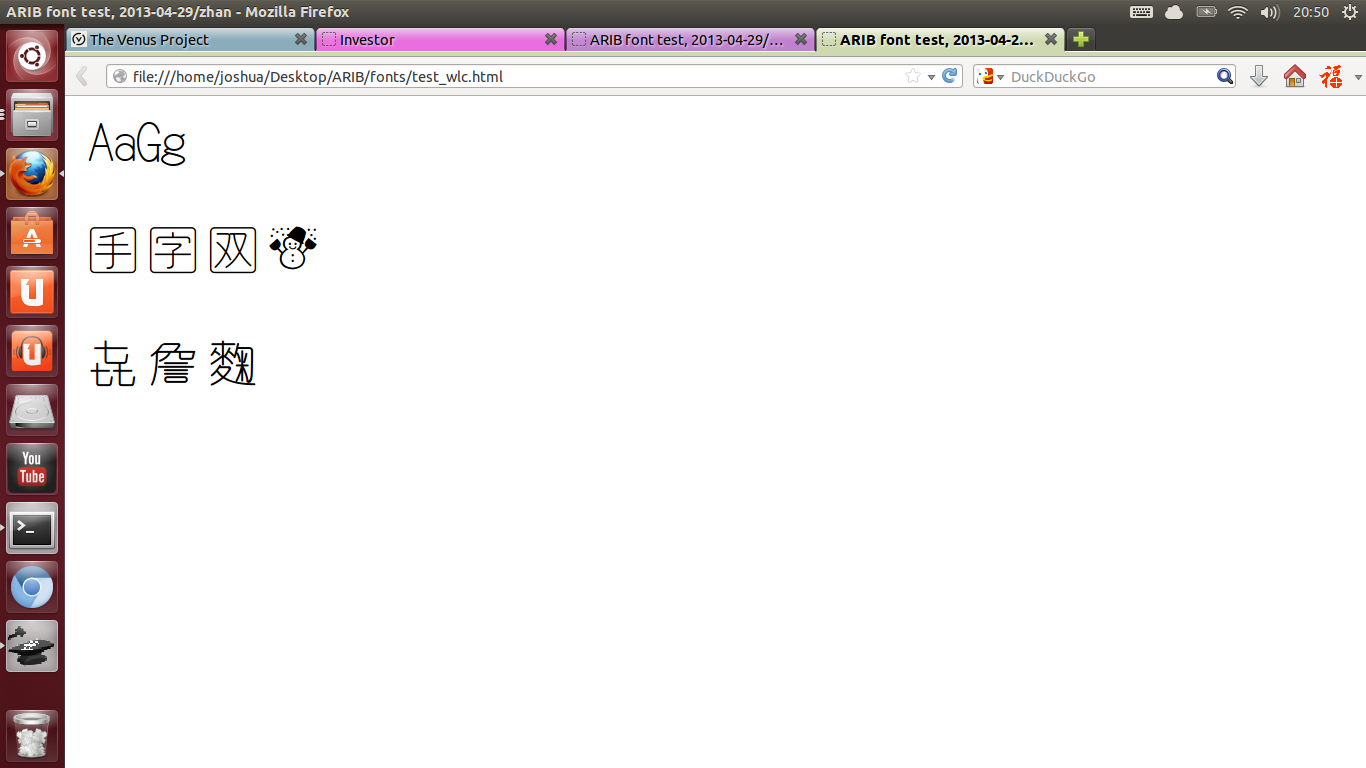 ARIB font test, 2013-04-29/zhan - Mozilla Firefox
20:50
The Venus Project
Investor
ARIB font test, 2013-04-29/...
ARIB font test, 2013-04-2...
file:///home/joshua/Desktop/ARIB/fonts/test_wlc.html
DuckDuckGo
福
AaGg
🈐 🈑 🈒 ☃
㐂 詹 麴
You
Tube
>_